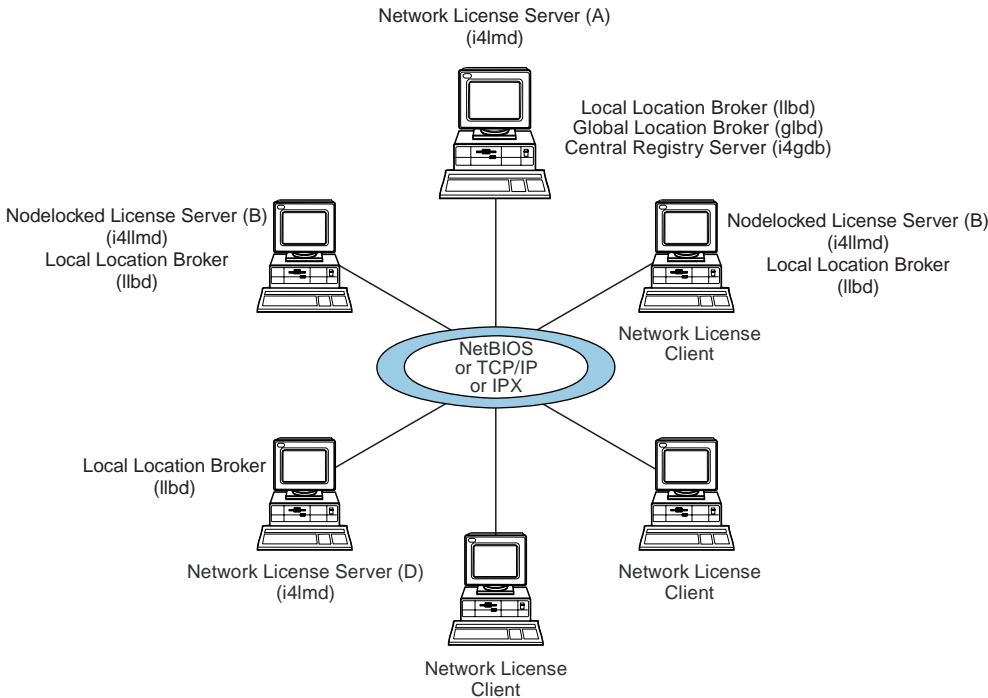 Network License Server (A)
(i4lmd)
Local Location Broker (llbd)
Global Location Broker (glbd)
Central Registry Server (i4gdb)
Nodelocked License Server (B)
(i4llmd)
Local Location Broker
(llbd)
Nodelocked License Server (B)
(i4llmd)
Local Location Broker
(llbd)
Network License
Client
NetBIOS
or TCP/IP
or IPX
Local Location Broker
(llbd)
Network License Server (D)
(i4lmd)
Network License
Client
Network License
Client